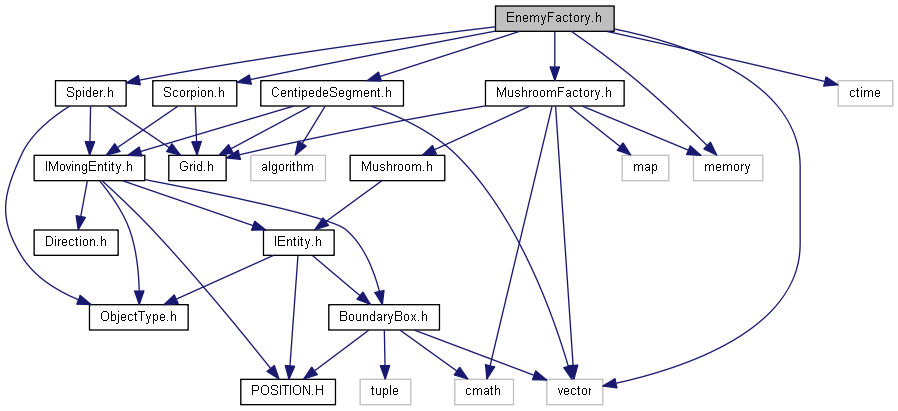 EnemyFactory.h
Spider.h
Scorpion.h
CentipedeSegment.h
MushroomFactory.h
ctime
IMovingEntity.h
Grid.h
algorithm
Mushroom.h
map
memory
Direction.h
IEntity.h
ObjectType.h
BoundaryBox.h
POSITION.H
tuple
cmath
vector